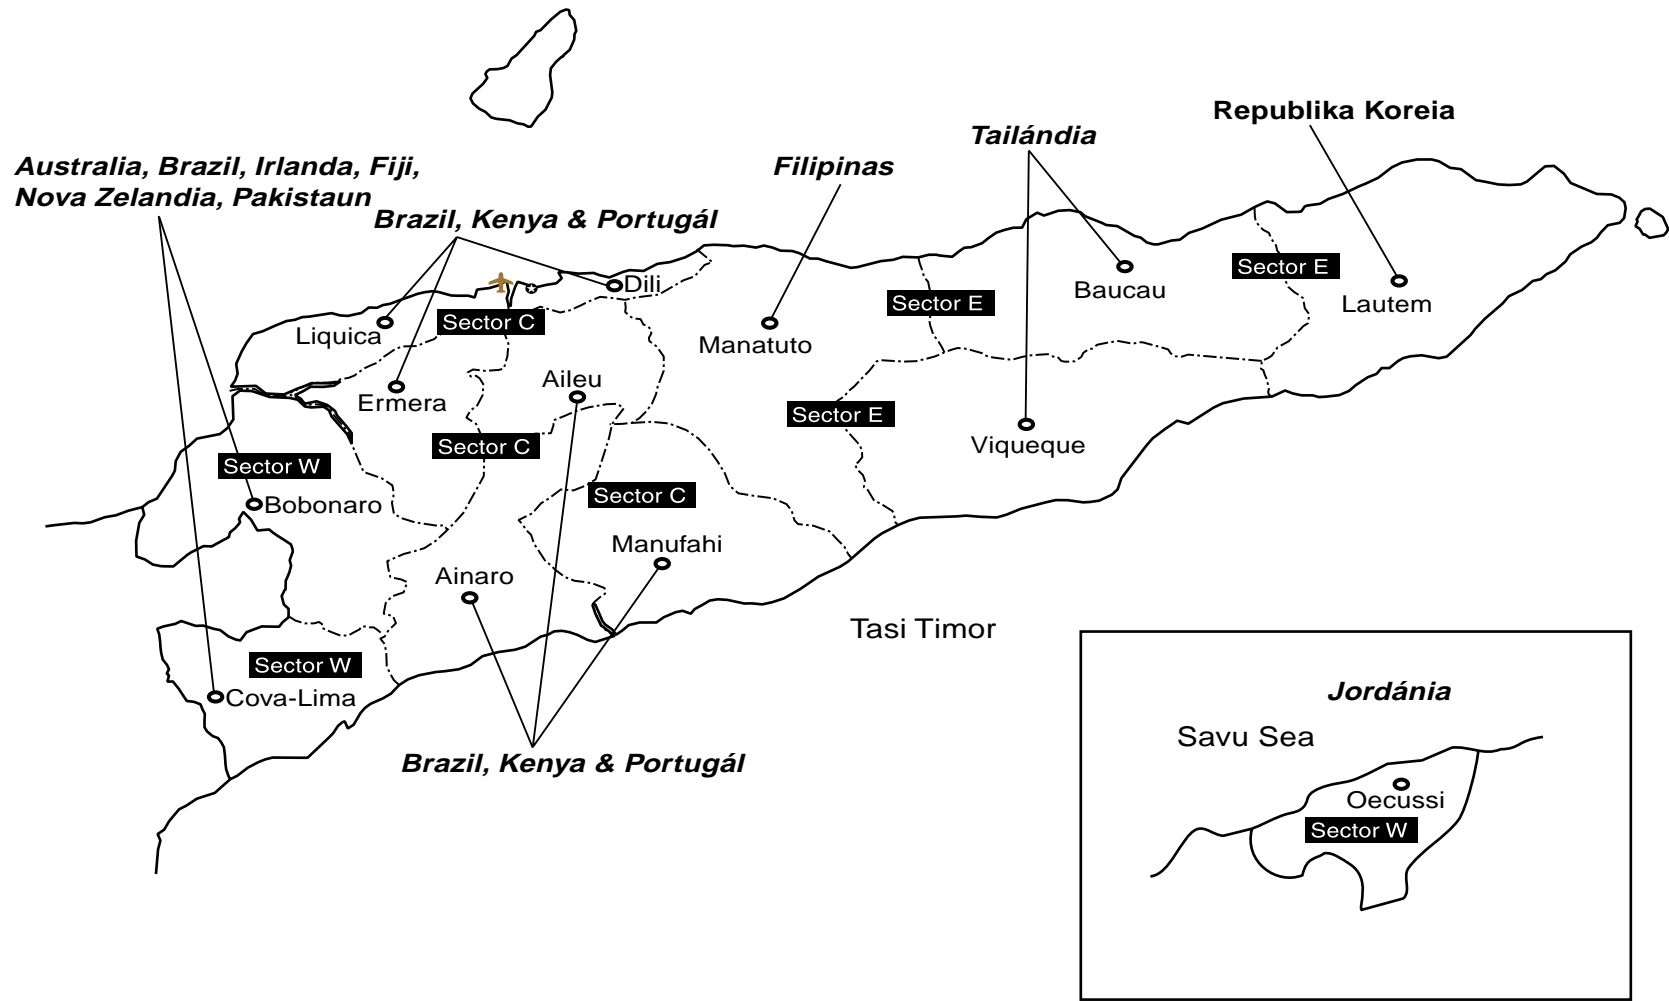 Republika Koreia
Tailándia
Filipinas
Australia, Brazil, Irlanda, Fiji,
Nova Zelandia, Pakistaun
Brazil, Kenya & Portugál
Sector E
Dili
Baucau
Sector E
Lautem
Sector C
Liquica
Manatuto
Aileu
Ermera
Sector E
Sector C
Viqueque
Sector W
Sector C
Bobonaro
Manufahi
Ainaro
Tasi Timor
Sector W
Cova-Lima
Brazil, Kenya & Portugál
Jordánia
Savu Sea
Oecussi
Sector W